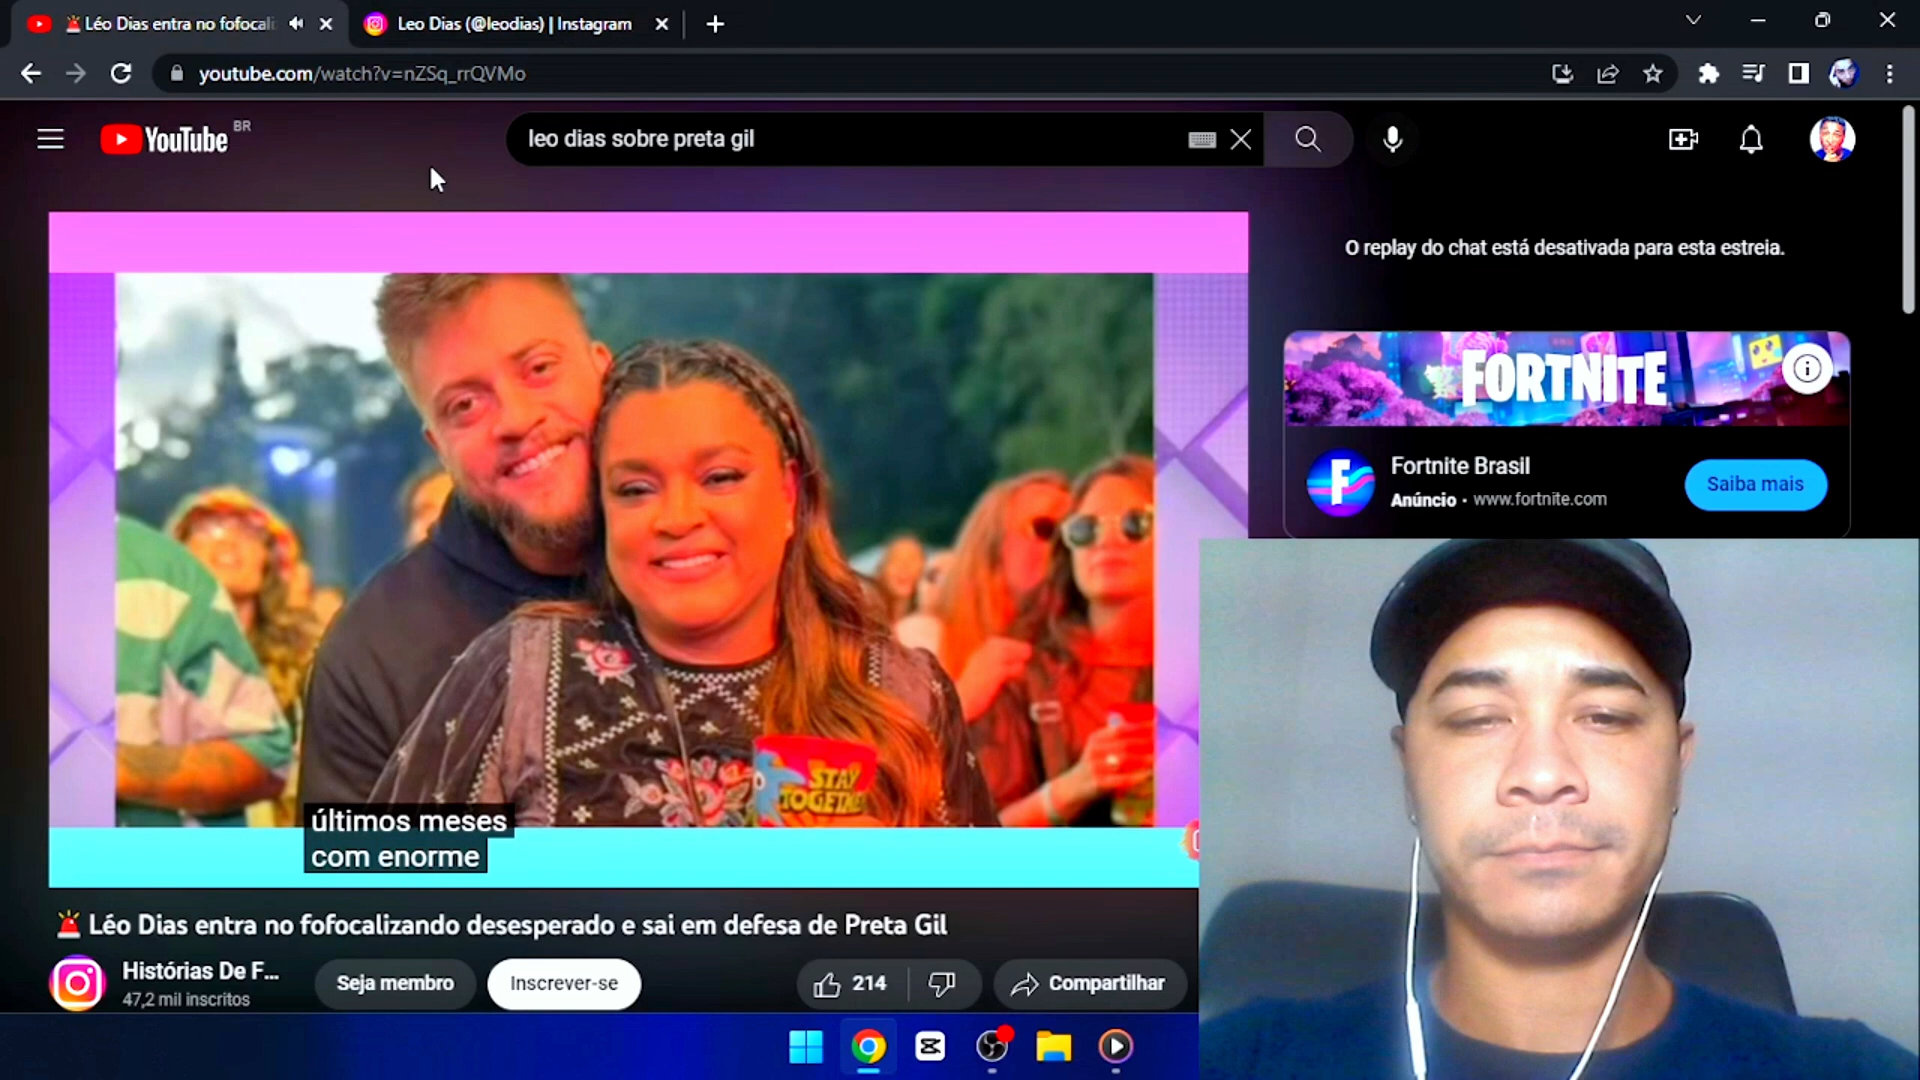 Léo Dias entra no fofocali
Leo Dias (@leodias) | Instagram
youtube.com/watch?v=nZSq_rrQVMo
YouTube BR
leo dias sobre preta gil
O replay do chat está desativada para esta estreia.
FORTNITE
Fortnite Brasil
Anúncio · www.fortnite.com
Saiba mais
STAY
TOGETHER
últimos meses
com enorme
Léo Dias entra no fofocalizando desesperado e sai em defesa de Preta Gil
Histórias De F...
47,2 mil inscritos
Seja membro
Inscrever-se
214
Compartilhar